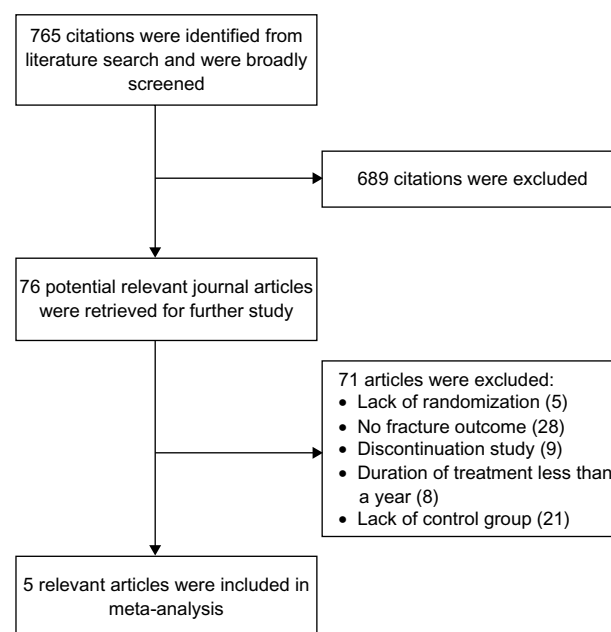 765 citations were identified from
literature search and were broadly
screened
689 citations were excluded
76 potential relevant journal articles
were retrieved for further study
71 articles were excluded:
• Lack of randomization (5)
• No fracture outcome (28)
• Discontinuation study (9)
• Duration of treatment less than
a year (8)
• Lack of control group (21)
5 relevant articles were included in
meta-analysis